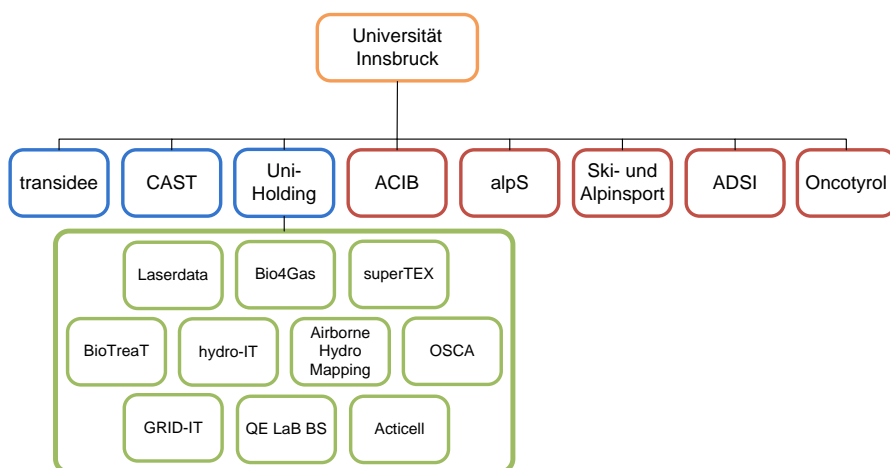 Universität
Innsbruck
transidee
CAST
Uni-
Holding
ACIB
alpS
Ski- und
Alpinsport
ADSI
Oncotyrol
Laserdata
Bio4Gas
superTEX
BioTreaT
hydro-IT
Airborne
Hydro
Mapping
OSCA
GRID-IT
QE LaB BS
Acticell